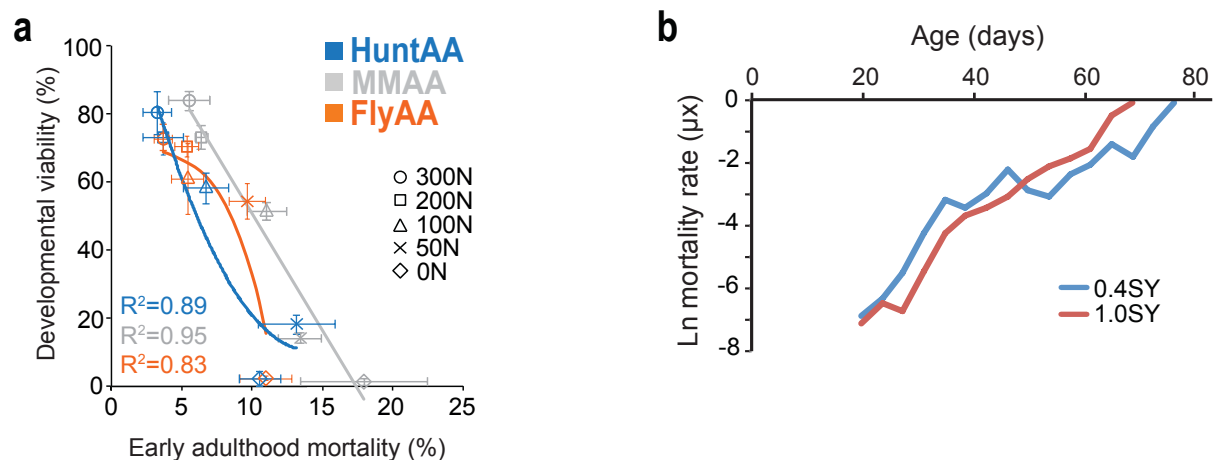 a
Developmental viability (%)
100
80
60
40
20
0
0 5 10 15 20 25
Early adulthood mortality (%)
HuntAA
MMAA
FlyAA
300N
200N
100N
50N
0N
R²=0.89
R²=0.95
R²=0.83
b
Age (days)
0 20 40 60 80
Ln mortality rate (μx)
0
-2
-4
-6
-8
0.4SY
1.0SY